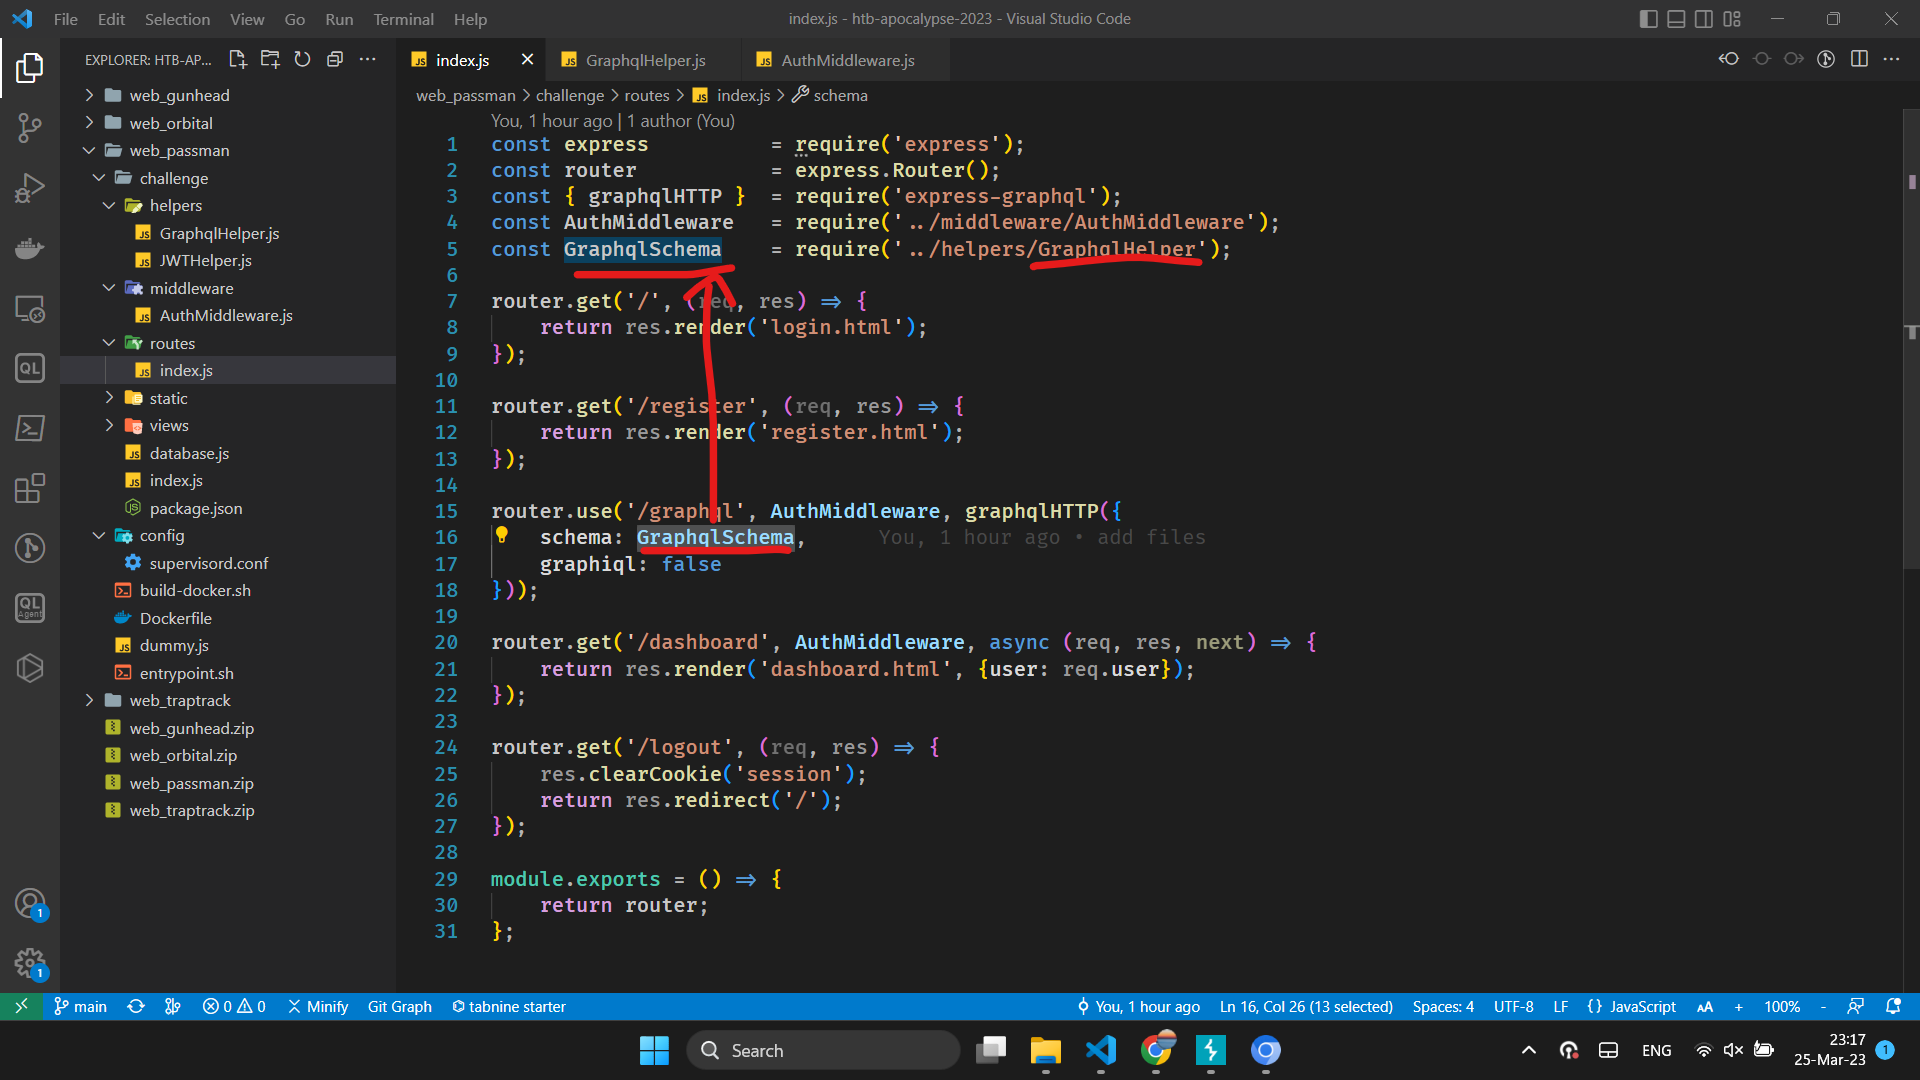 File Edit Selection View Go Run Terminal Help
index.js - htb-apocalypse-2023 - Visual Studio Code
EXPLORER: HTB-AP...
web_gunhead
web_orbital
web_passman
challenge
helpers
GraphqlHelper.js
JWTHelper.js
middleware
AuthMiddleware.js
routes
index.js
static
views
database.js
index.js
package.json
config
supervisord.conf
build-docker.sh
Dockerfile
dummy.js
entrypoint.sh
web_traptrack
web_gunhead.zip
web_orbital.zip
web_passman.zip
web_traptrack.zip
index.js GraphqlHelper.js AuthMiddleware.js
web_passman > challenge > routes > index.js > schema
You, 1 hour ago | 1 author (You)
1 const express = require('express');
2 const router = express.Router();
3 const { graphqlHTTP } = require('express-graphql');
4 const AuthMiddleware = require('../middleware/AuthMiddleware');
5 const GraphqlSchema = require('../helpers/GraphqlHelper');
6
7 router.get('/', (req, res) => {
8 return res.render('login.html');
9 });
10
11 router.get('/register', (req, res) => {
12 return res.render('register.html');
13 });
14
15 router.use('/graphql', AuthMiddleware, graphqlHTTP({
16 schema: GraphqlSchema, You, 1 hour ago • add files
17 graphiql: false
18 }));
19
20 router.get('/dashboard', AuthMiddleware, async (req, res, next) => {
21 return res.render('dashboard.html', {user: req.user});
22 });
23
24 router.get('/logout', (req, res) => {
25 res.clearCookie('session');
26 return res.redirect('/');
27 });
28
29 module.exports = () => {
30 return router;
31 };
QL
QL Agent
1
1
main 0 0 Minify Git Graph tabnine starter You, 1 hour ago Ln 16, Col 26 (13 selected) Spaces: 4 UTF-8 LF {} JavaScript AA + 100% -
Search
ENG
23:17
25-Mar-23
1